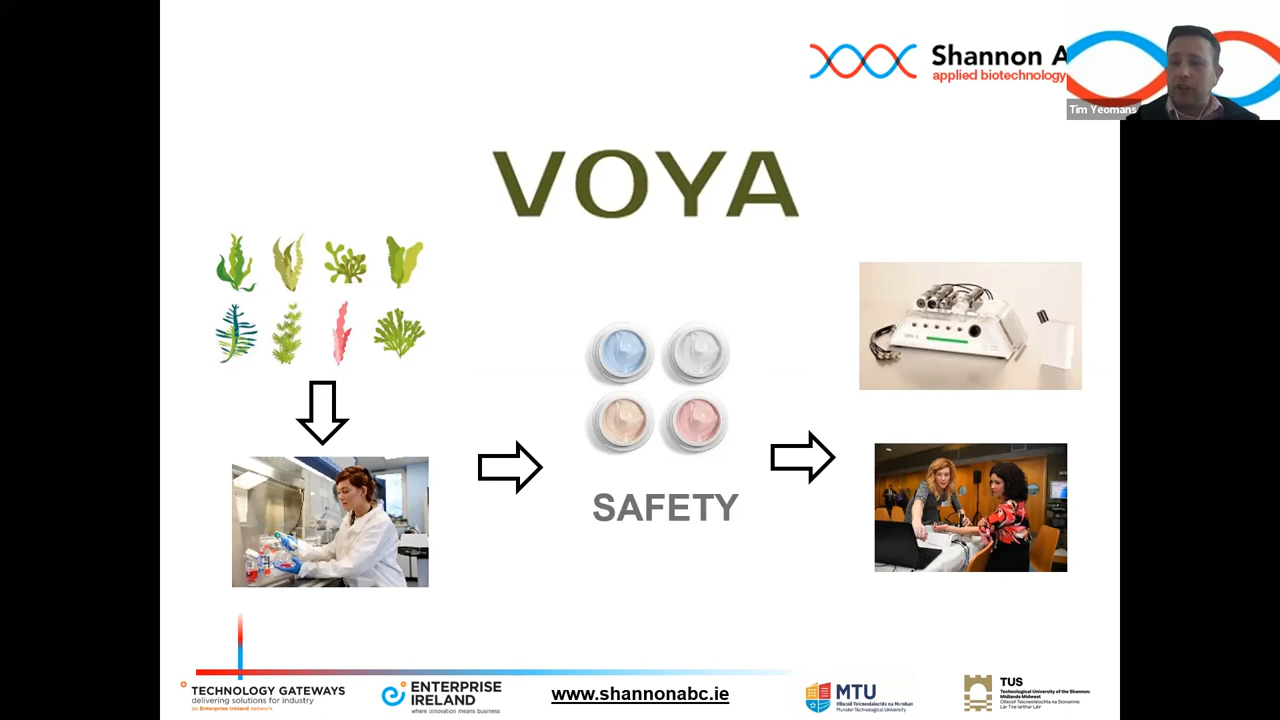 Shannon A
applied biotechnology
Tim Yeomans
VOYA
SAFETY
TECHNOLOGY GATEWAYS
delivering solutions for industry
an Enterprise Ireland network
ENTERPRISE
IRELAND
where innovation means business
www.shannonabc.ie
MTU
Ollscoil Teicneolaíochta na Mumhan
Munster Technological University
TUS
Technological University of the Shannon:
Midlands Midwest
Ollscoil Teicneolaíochta na Sionainne:
Lár Tíre Iarthar Láir